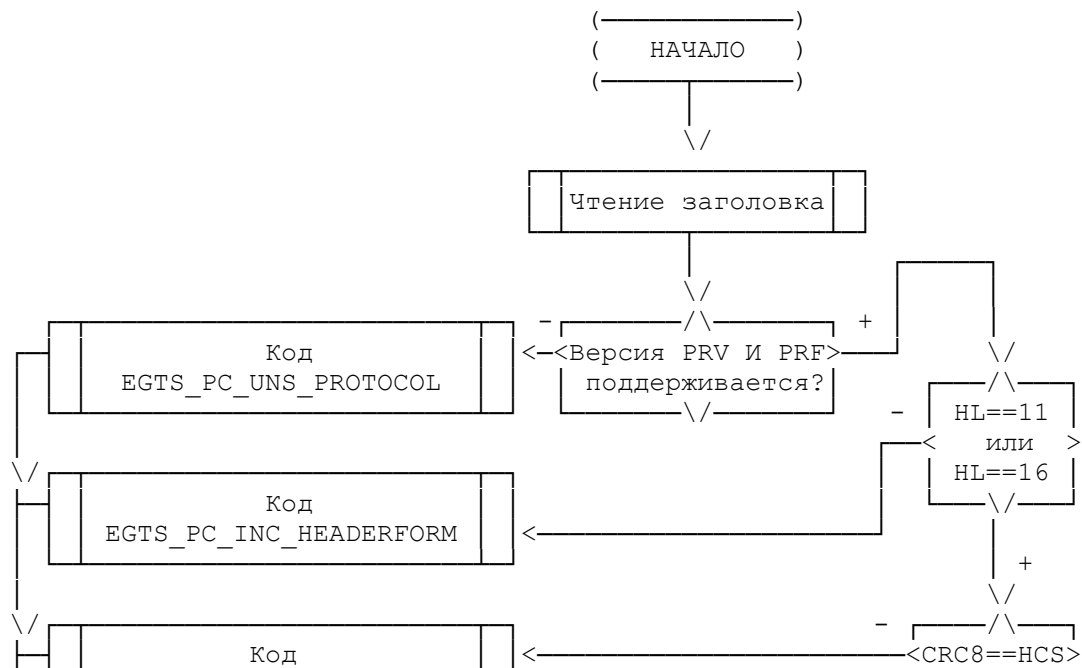 НАЧАЛО
Чтение заголовка
- +
Код
EGTS_PC_UNS_PROTOCOL
Версия PRV И PRF
поддерживается?
-
HL==11
или
HL==16
Код
EGTS_PC_INC_HEADERFORM
+
-
Код
CRC8==HCS